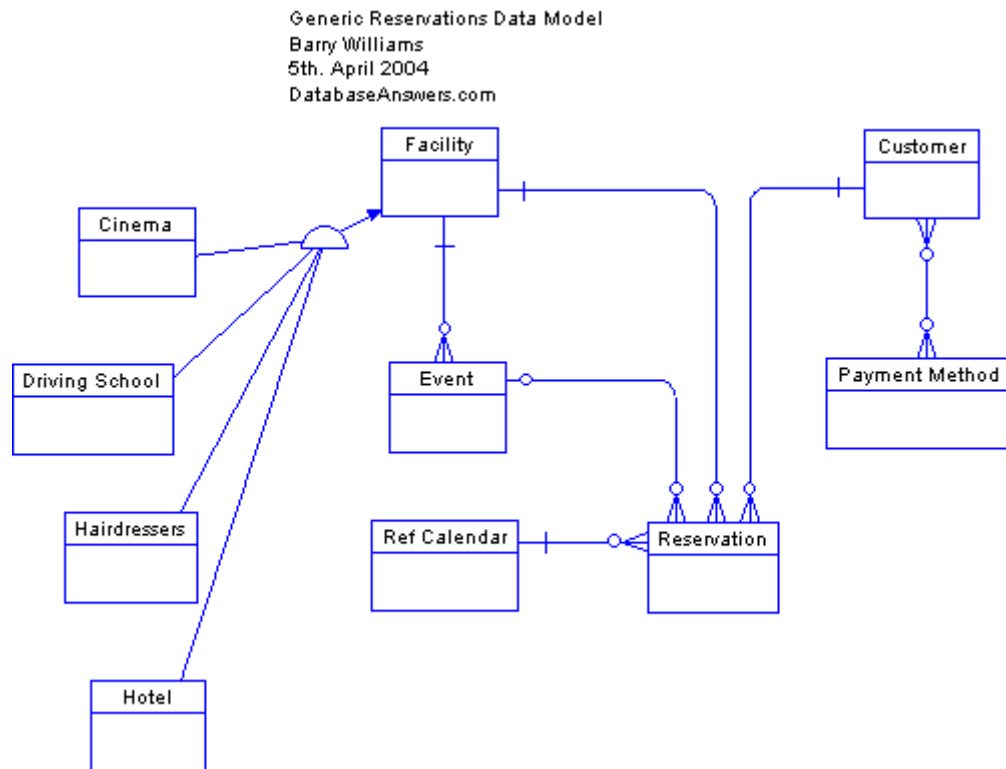 Generic Reservations Data Model
Barry Williams
5th. April 2004
DatabaseAnswers.com
Facility
Customer
Cinema
Driving School
Event
Payment Method
Hairdressers
Ref Calendar
Reservation
Hotel